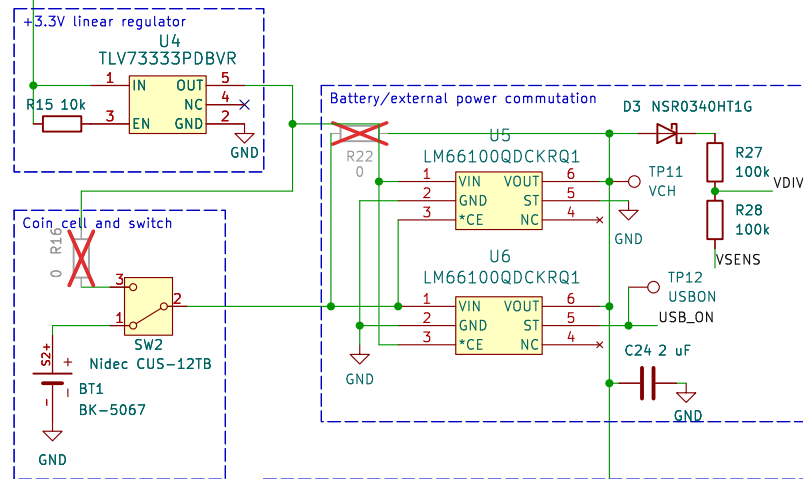 +3.3V linear regulator
U4
TLV73333PDBVR
1 IN OUT 5
NC 4
R15 10k
3 EN GND 2
GND
Battery/external power commutation
D3 NSR0340HT1G
R22
0
U5
LM66100QDCKRQ1
1 VIN VOUT 6
2 GND ST 5
3 *CE NC 4
GND
TP11
VCH
R27
100k
VDIV
R28
100k
VSENS
Coin cell and switch
R16
0
3
2
1
SW2
Nidec CUS-12TB
S2+
+
-
-
BT1
BK-5067
GND
U6
LM66100QDCKRQ1
1 VIN VOUT 6
2 GND ST 5
3 *CE NC 4
GND
TP12
USBON
USB_ON
C24 2 uF
GND